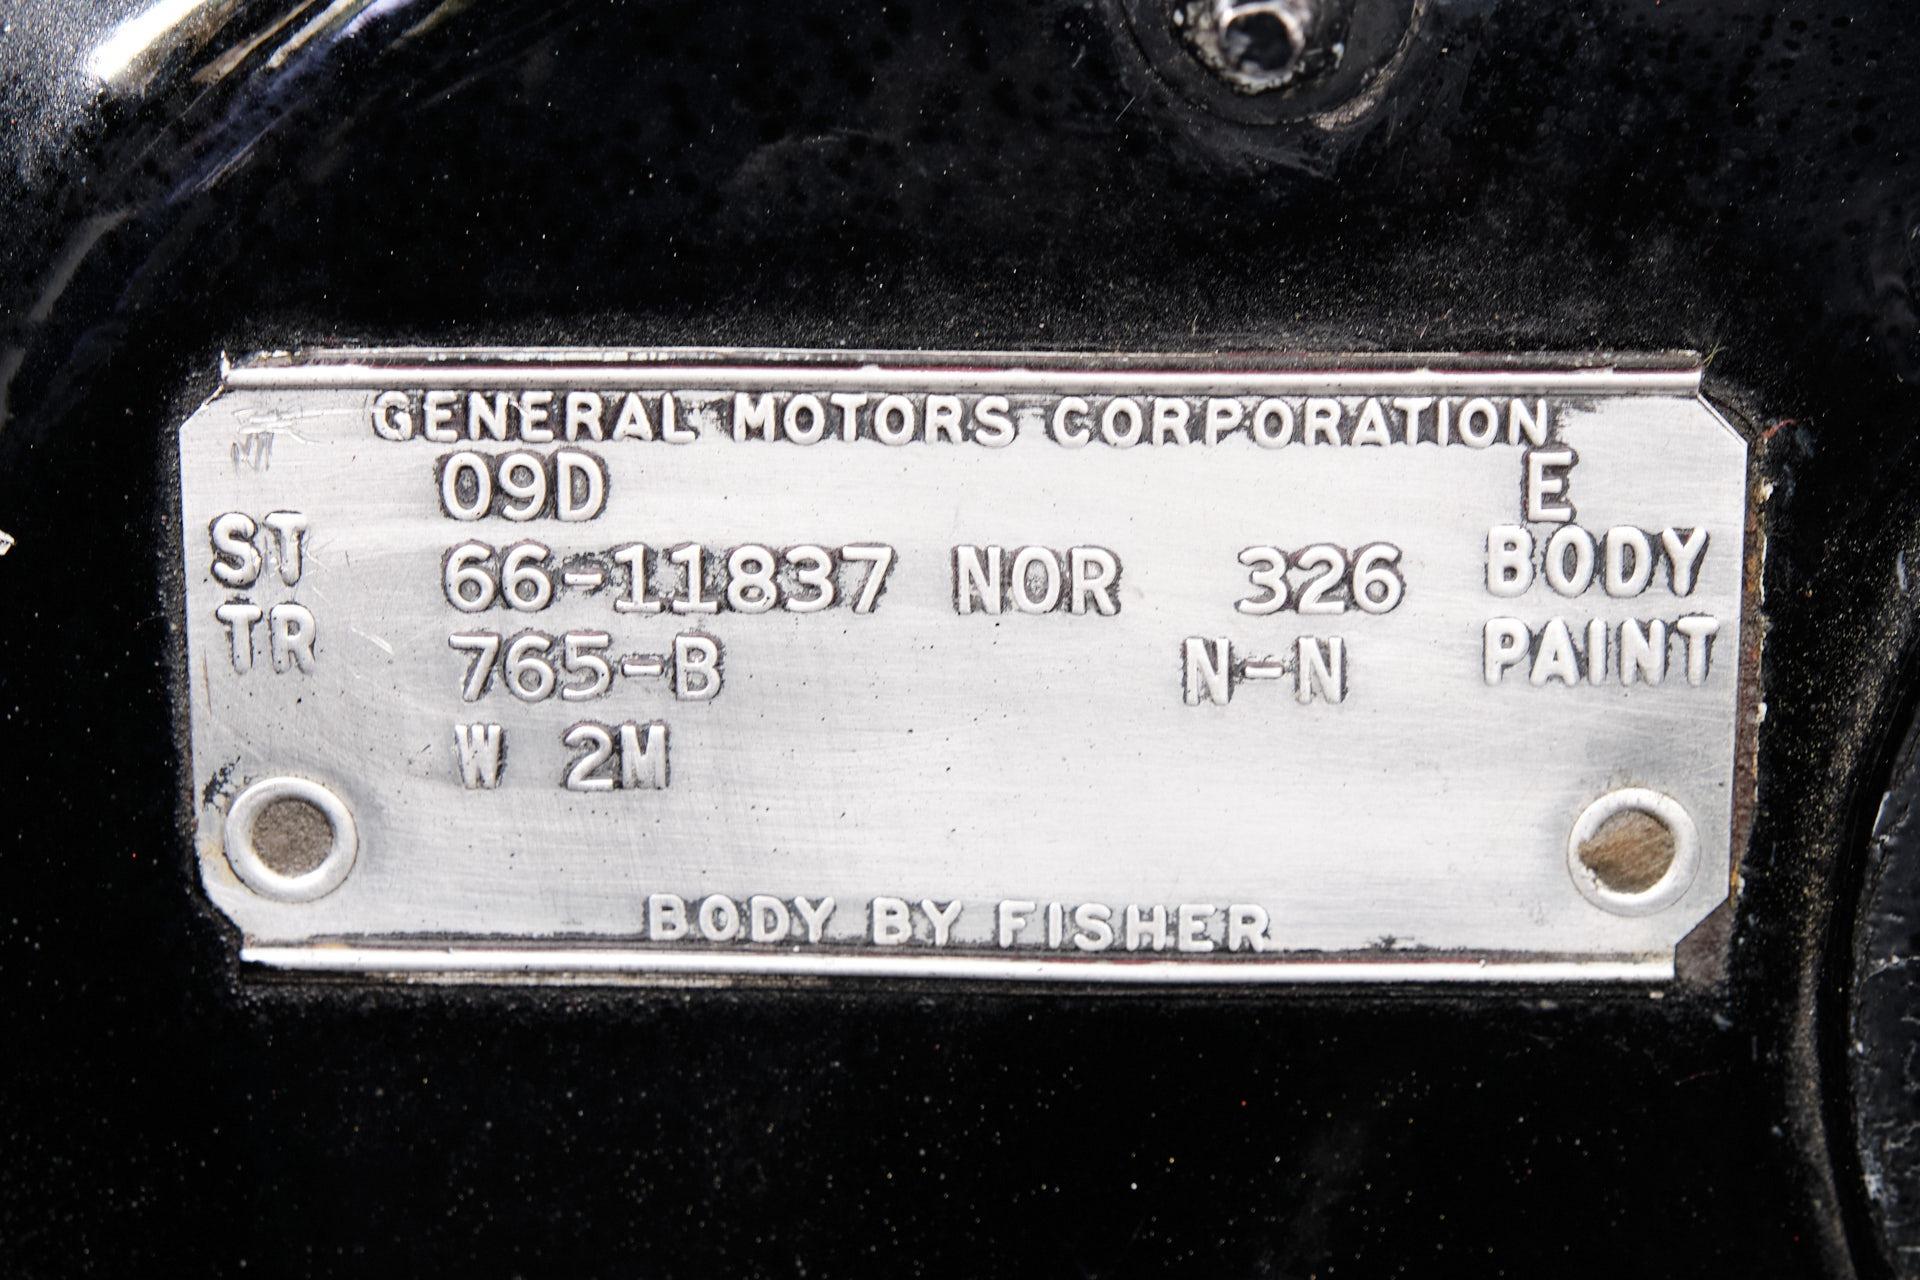 GENERAL MOTORS CORPORATION
09D E
ST 66-11837 NOR 326 BODY
TR 765-B N-N PAINT
W 2M
BODY BY FISHER